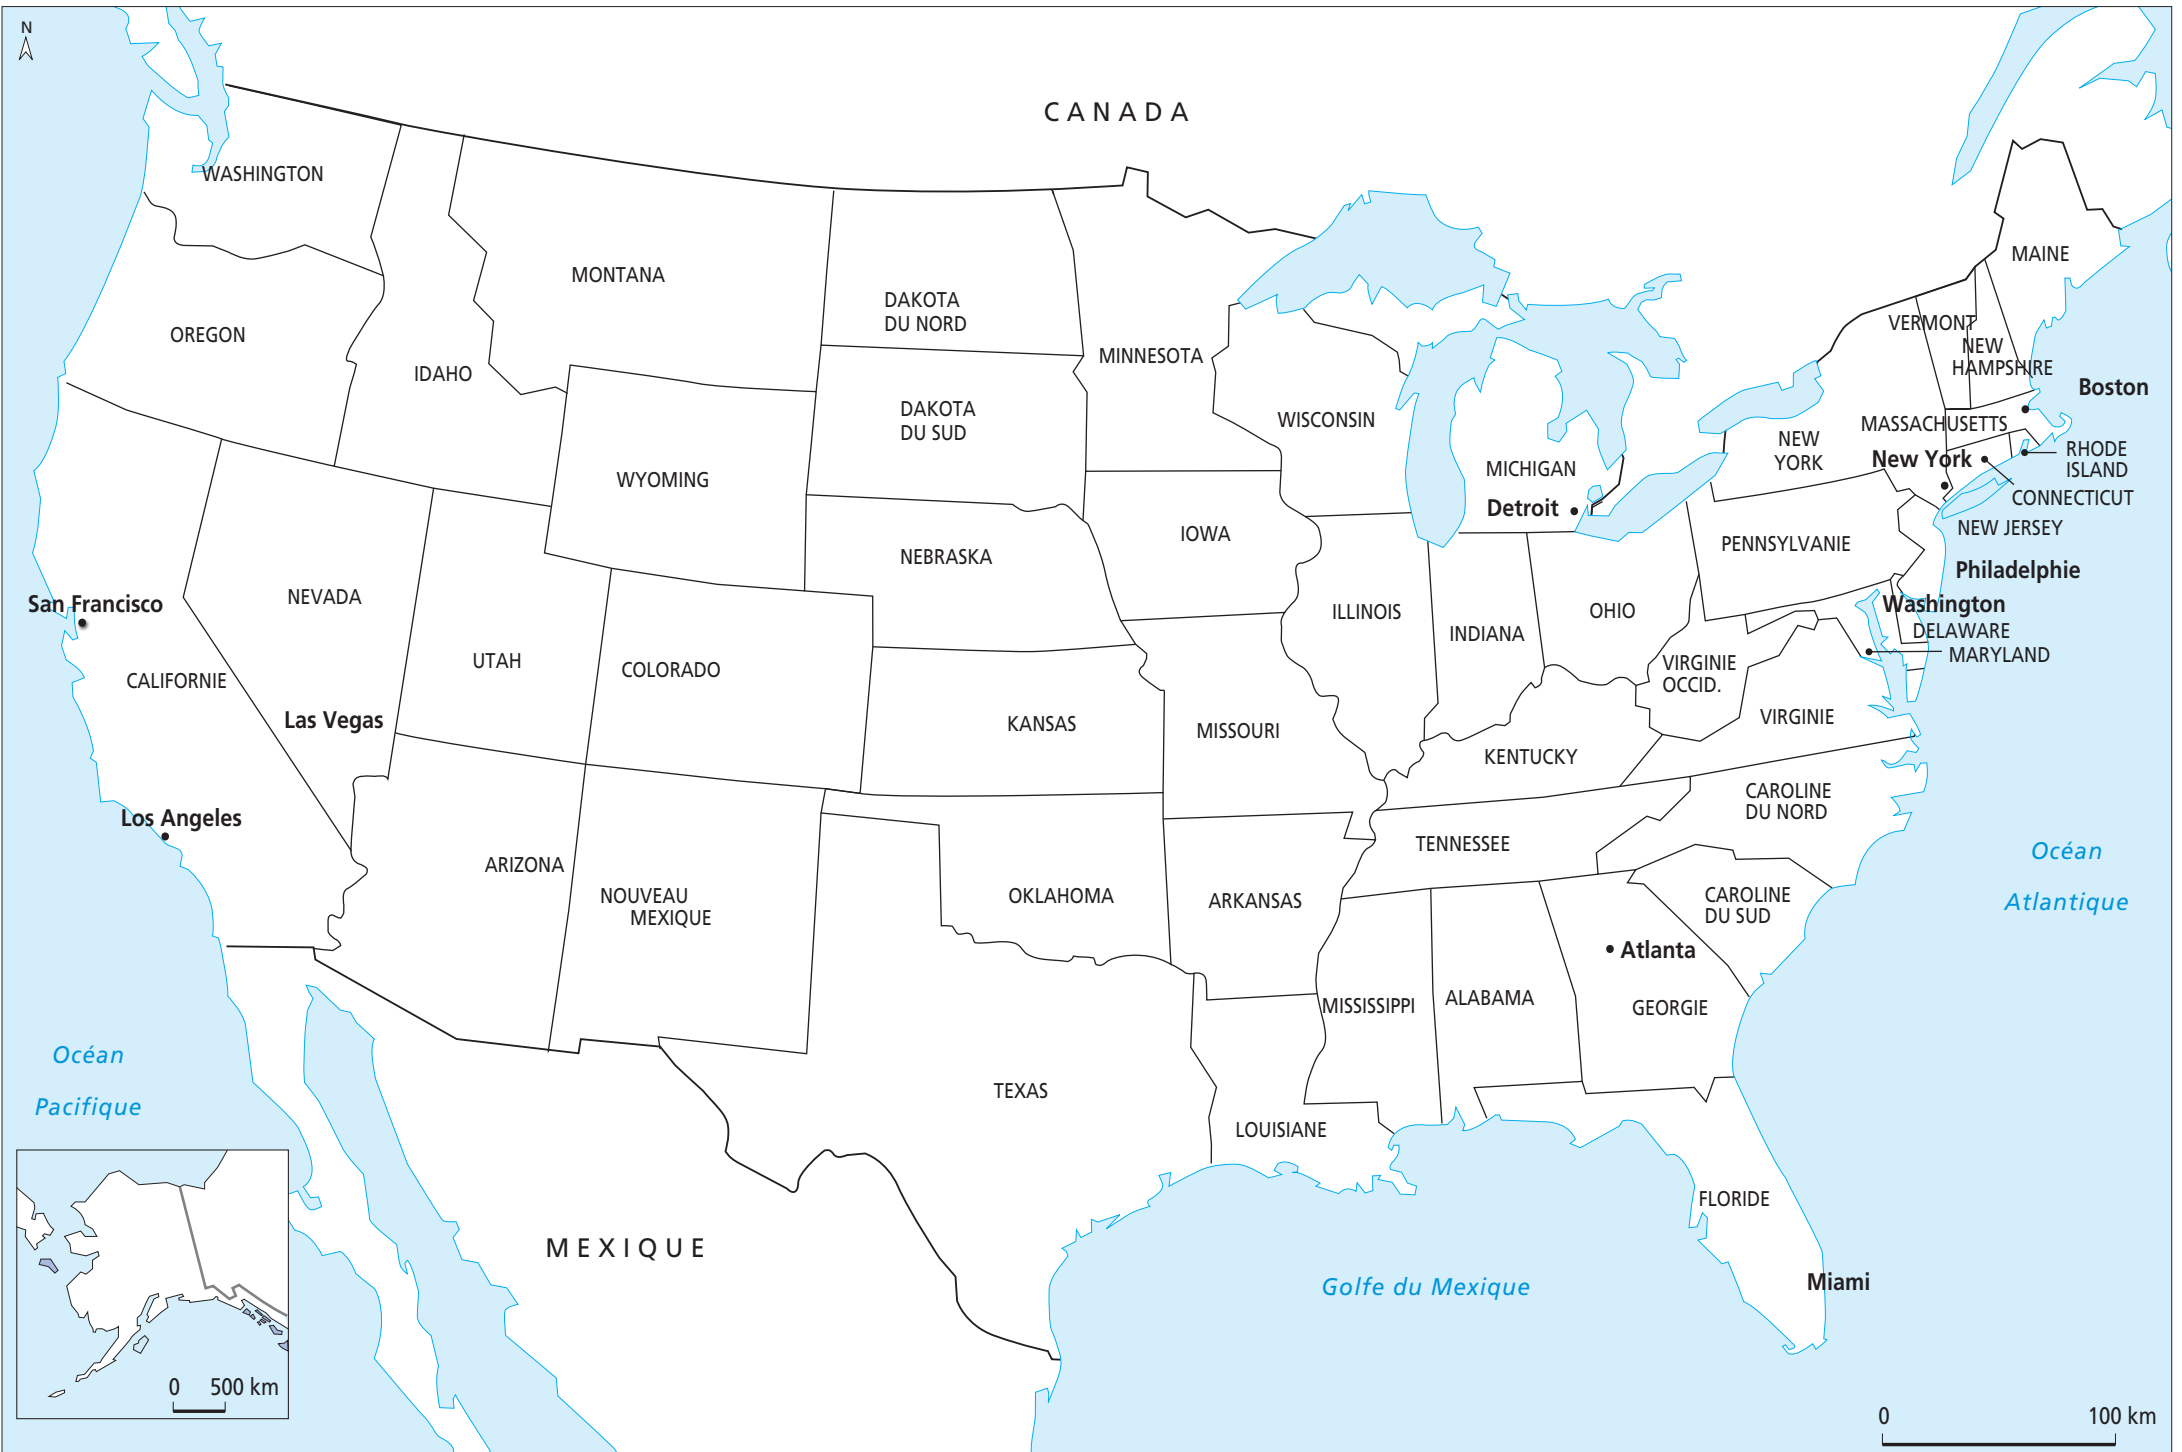 N
CANADA
WASHINGTON
MAINE
MONTANA
DAKOTA
DU NORD
VERMONT
OREGON
NEW
HAMPSHIRE
MINNESOTA
IDAHO
Boston
DAKOTA
DU SUD
WISCONSIN
MASSACHUSETTS
NEW
YORK
New York
RHODE
ISLAND
MICHIGAN
WYOMING
CONNECTICUT
Detroit
NEW JERSEY
IOWA
PENNSYLVANIE
NEBRASKA
Philadelphie
NEVADA
San Francisco
Washington
ILLINOIS
OHIO
INDIANA
DELAWARE
MARYLAND
UTAH
COLORADO
VIRGINIE
OCCID.
CALIFORNIE
Las Vegas
KANSAS
MISSOURI
VIRGINIE
KENTUCKY
CAROLINE
DU NORD
Los Angeles
TENNESSEE
Océan
Atlantique
ARIZONA
NOUVEAU
MEXIQUE
OKLAHOMA
ARKANSAS
CAROLINE
DU SUD
Atlanta
MISSISSIPPI
ALABAMA
GEORGIE
Océan
Pacifique
TEXAS
LOUISIANE
FLORIDE
MEXIQUE
Golfe du Mexique
Miami
0 500 km
0 100 km